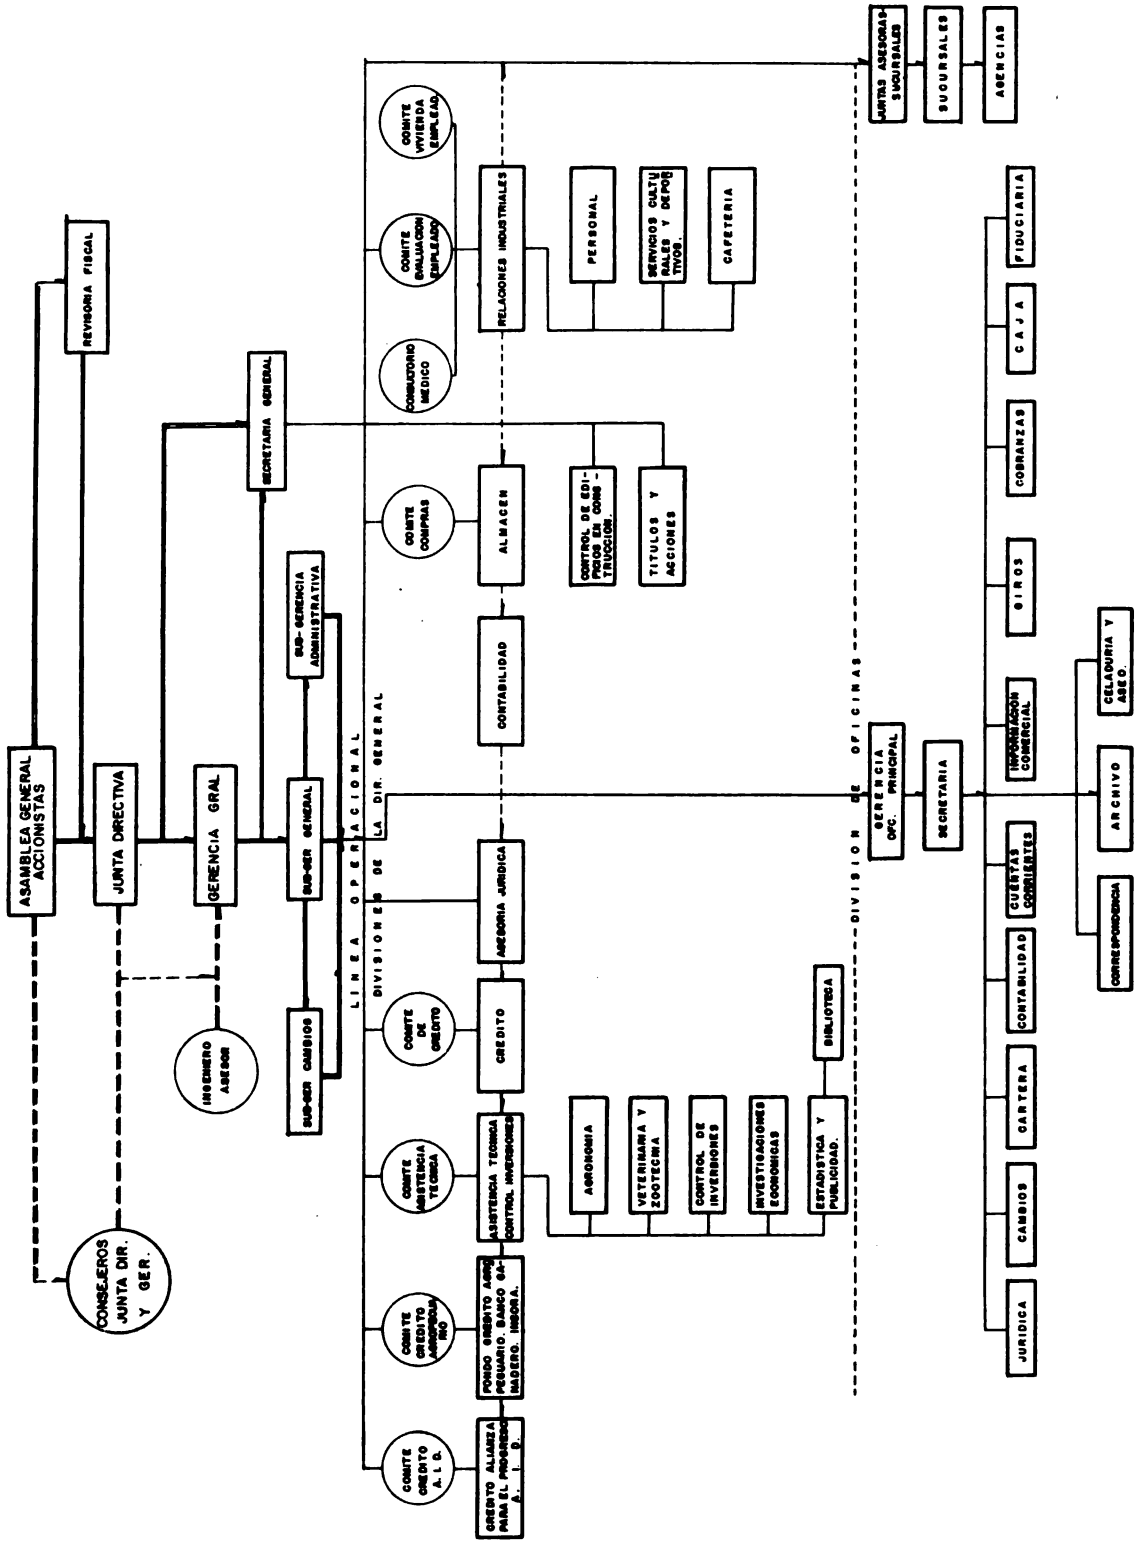 ASAMBLEA GENERAL
ACCIONISTAS
REVISORIA FISCAL
CONSEJEROS
JUNTA DIR.
Y GER.
JUNTA DIRECTIVA
INGENIERO
ASESOR
GERENCIA GRAL
SECRETARIA GENERAL
SUB-GER CAMBIOS
SUB-GER GENERAL
SUB-GERENCIA
ADMINISTRATIVA
LINEA OPERACIONAL
DIVISIONES DE LA DIR. GENERAL
COMITE
CREDITO
A. I. D.
COMITE
CREDITO
AGROPECUA
RIO
COMITE
ASISTENCIA
TECNICA
COMITE
DE
CREDITO
COMITE
COMPRAS
CONSULTORIO
MEDICO
COMITE
EVALUACION
EMPLEADO
COMITE
VIVIENDA
EMPLEAD.
CREDITO ALIANZA
PARA EL PROGRESO
A. I. D.
FONDO CREDITO AGRO
PECUARIO. BANCO GA-
NADERO. INSORA.
ASISTENCIA TECNICA
CONTROL INVERSIONES
CREDITO
ASESORIA JURIDICA
CONTABILIDAD
ALMACEN
RELACIONES INDUSTRIALES
AGRONOMIA
VETERINARIA Y
ZOOTECNIA
CONTROL DE
INVERSIONES
INVESTIGACIONES
ECONOMICAS
ESTADISTICA Y
PUBLICIDAD.
BIBLIOTECA
CONTROL DE EDI-
FICIOS EN CONS -
TRUCCION.
TITULOS Y
ACCIONES
PERSONAL
SERVICIOS CULTU
RALES Y DEPOR
TIVOS.
CAFETERIA
DIVISION DE OFICINAS
GERENCIA
OFC. PRINCIPAL
JUNTAS ASESORAS
SUCURSALES
SECRETARIA
SUCURSALES
AGENCIAS
JURIDICA
CAMBIOS
CARTERA
CONTABILIDAD
CUENTAS
CORRIENTES
INFORMACION
COMERCIAL
GIROS
COBRANZAS
CAJA
FIDUCIARIA
CORRESPONDENCIA
ARCHIVO
CELADURIA Y
ASEO.